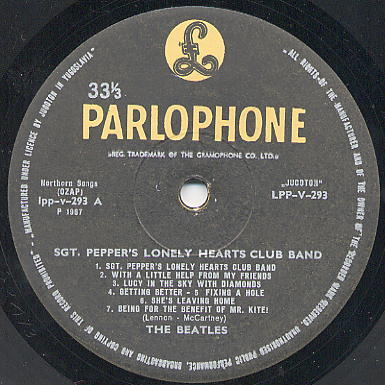 £
33⅓
PARLOPHONE
»REG. TRADEMARK OF THE GRAMOPHONE CO., LTD.«
Northern Songs
(OZAP)
lpp-v-293 A
P 1967
„JUGOTON"
LPP-V-293
SGT. PEPPER'S LONELY HEARTS CLUB BAND
1. SGT. PEPPER'S LONELY HEARTS CLUB BAND
2. WITH A LITTLE HELP FROM MY FRIENDS
3. LUCY IN THE SKY WITH DIAMONDS
4. GETTING BETTER - 5 FIXING A HOLE
6. SHE'S LEAVING HOME
7. BEING FOR THE BENEFIT OF MR. KITE!
(Lennon - McCartney)
THE BEATLES
MANUFACTURED UNDER LICENCE BY JUGOTON IN YUGOSLAVIA" - „ALL RIGHTS OF THE MANUFACTURER AND OF THE OWNER OF THE RECORDED WORK RESERVED. UNAUTHORISED PUBLIC PERFORMANCE, BROADCASTING AND COPYING OF THIS RECORD PROHIBITED -